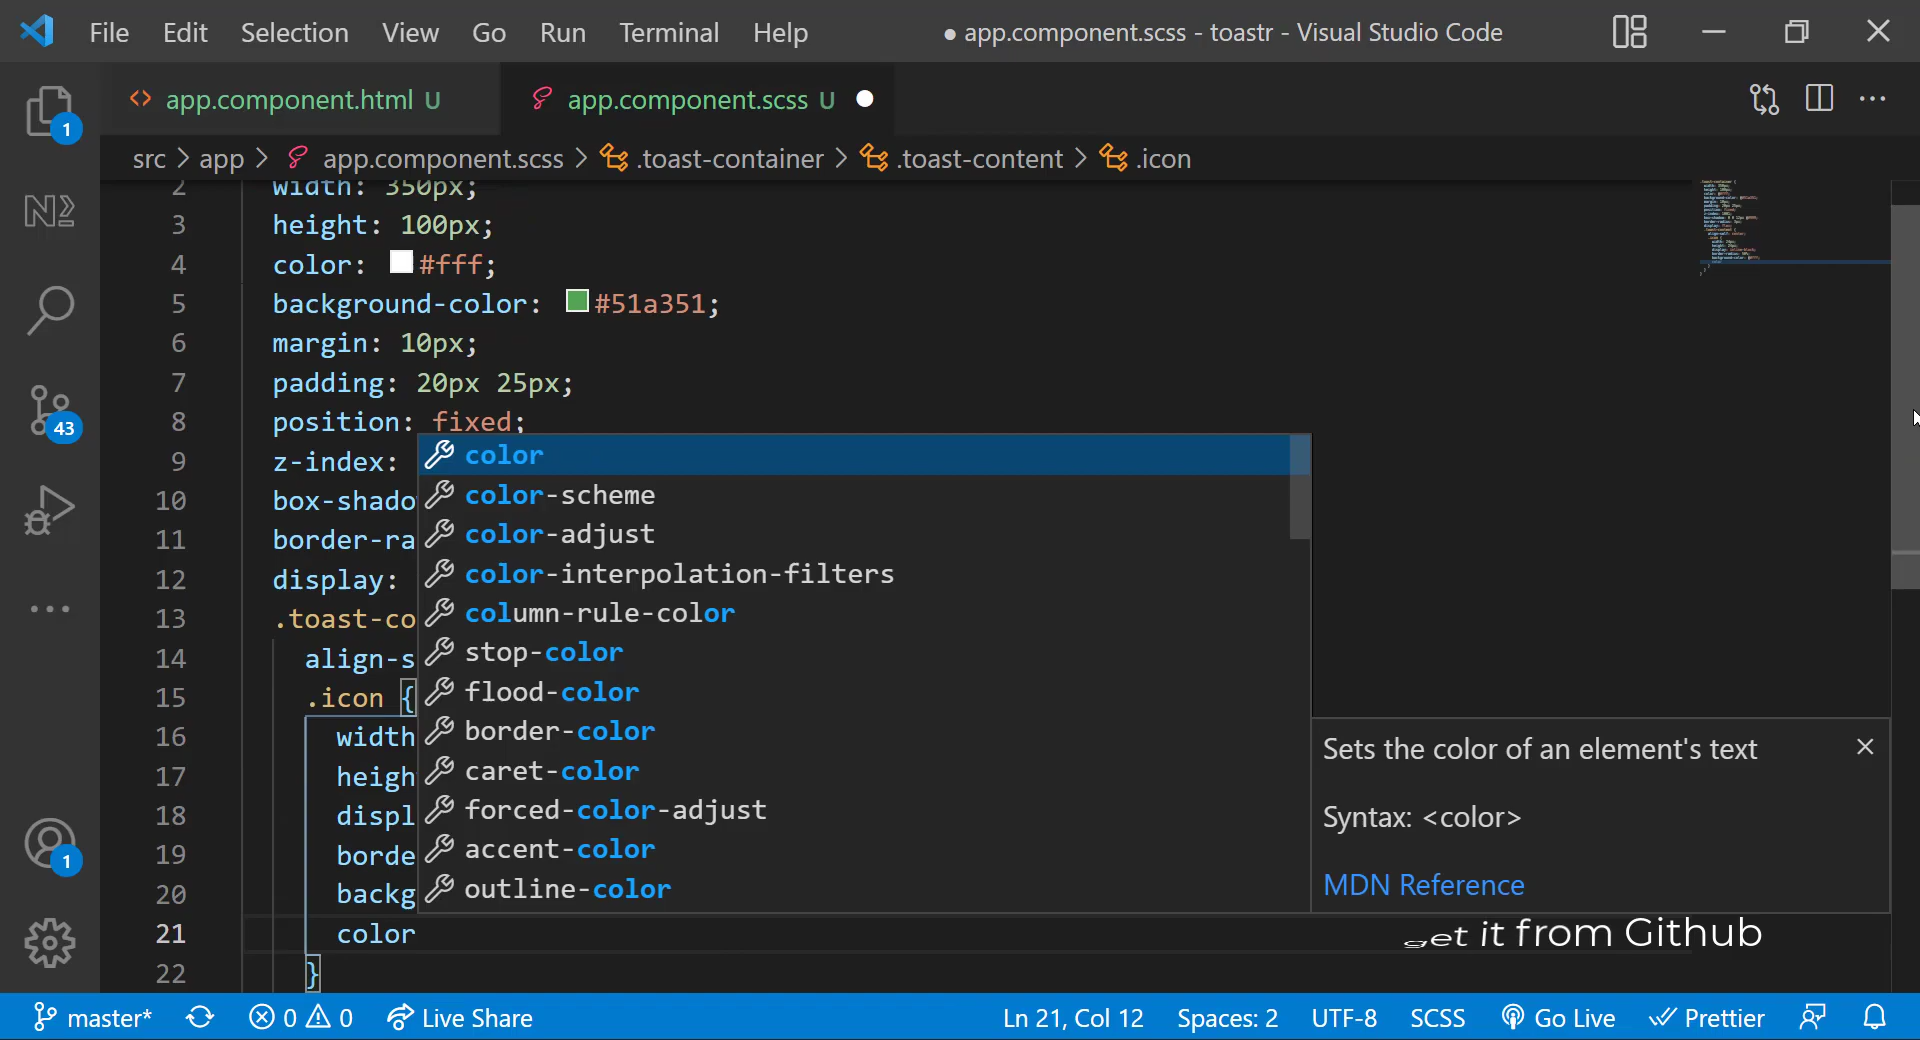 File Edit Selection View Go Run Terminal Help ● app.component.scss - toastr - Visual Studio Code
<> app.component.html U app.component.scss U ●
1
src > app > app.component.scss > .toast-container > .toast-content > .icon
2 width: 350px;
3 height: 100px;
4 color: #fff;
5 background-color: #51a351;
6 margin: 10px;
7 padding: 20px 25px;
8 position: fixed;
43
color
9 z-index:
color-scheme
10 box-shado
color-adjust
11 border-ra
color-interpolation-filters
12 display:
column-rule-color
13 .toast-co
stop-color
14 align-s
flood-color
15 .icon {
border-color
16 width
Sets the color of an element's text
caret-color
17 heigh
forced-color-adjust
18 displ
Syntax: <color>
accent-color
19 borde
1
outline-color
20 backg
MDN Reference
21 color
get it from Github
22 }
master* 0 0 Live Share Ln 21, Col 12 Spaces: 2 UTF-8 SCSS Go Live Prettier